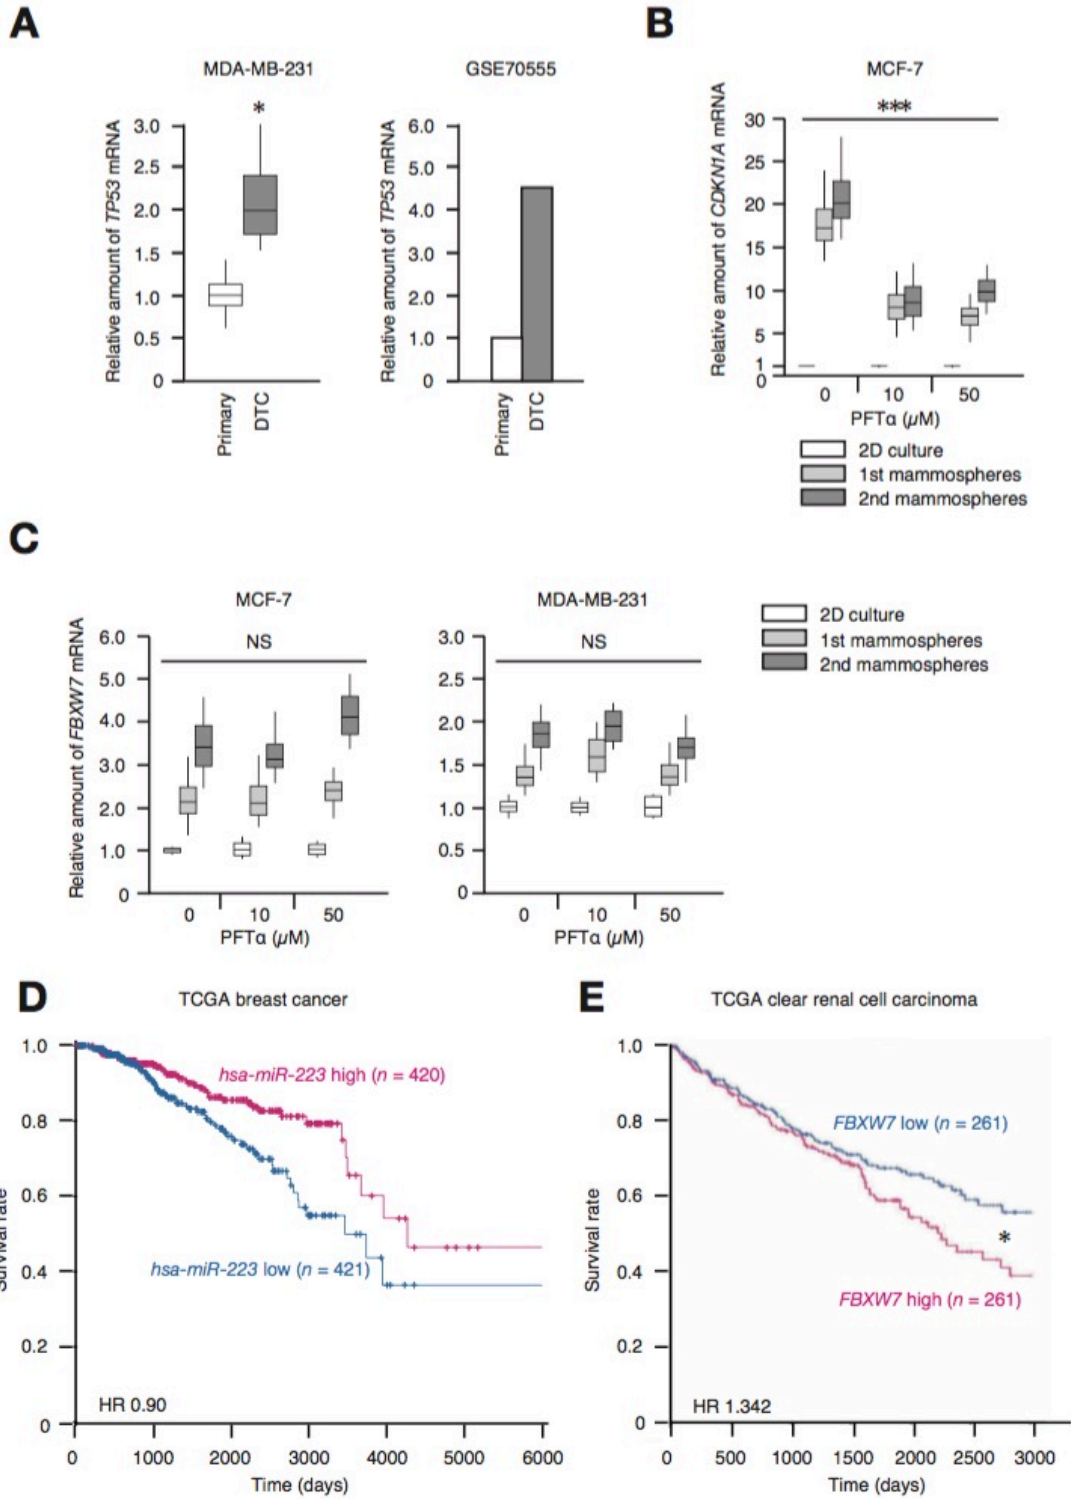 A
MDA-MB-231
*
Relative amount of TP53 mRNA
3.0
2.5
2.0
1.5
1.0
0.5
0
Primary
DTC
GSE70555
Relative amount of TP53 mRNA
6.0
5.0
4.0
3.0
2.0
1.0
0
Primary
DTC
B
MCF-7
***
Relative amount of CDKN1A mRNA
30
25
20
15
10
5
1
0
0 10 50
PFTα (μM)
2D culture
1st mammospheres
2nd mammospheres
C
MCF-7
NS
Relative amount of FBXW7 mRNA
6.0
5.0
4.0
3.0
2.0
1.0
0
0 10 50
PFTα (μM)
MDA-MB-231
NS
3.0
2.5
2.0
1.5
1.0
0.5
0
0 10 50
PFTα (μM)
2D culture
1st mammospheres
2nd mammospheres
D
TCGA breast cancer
Survival rate
1.0
0.8
0.6
0.4
0.2
0
hsa-miR-223 high (n = 420)
hsa-miR-223 low (n = 421)
HR 0.90
0 1000 2000 3000 4000 5000 6000
Time (days)
E
TCGA clear renal cell carcinoma
Survival rate
1.0
0.8
0.6
0.4
0.2
0
FBXW7 low (n = 261)
*
FBXW7 high (n = 261)
HR 1.342
0 500 1000 1500 2000 2500 3000
Time (days)